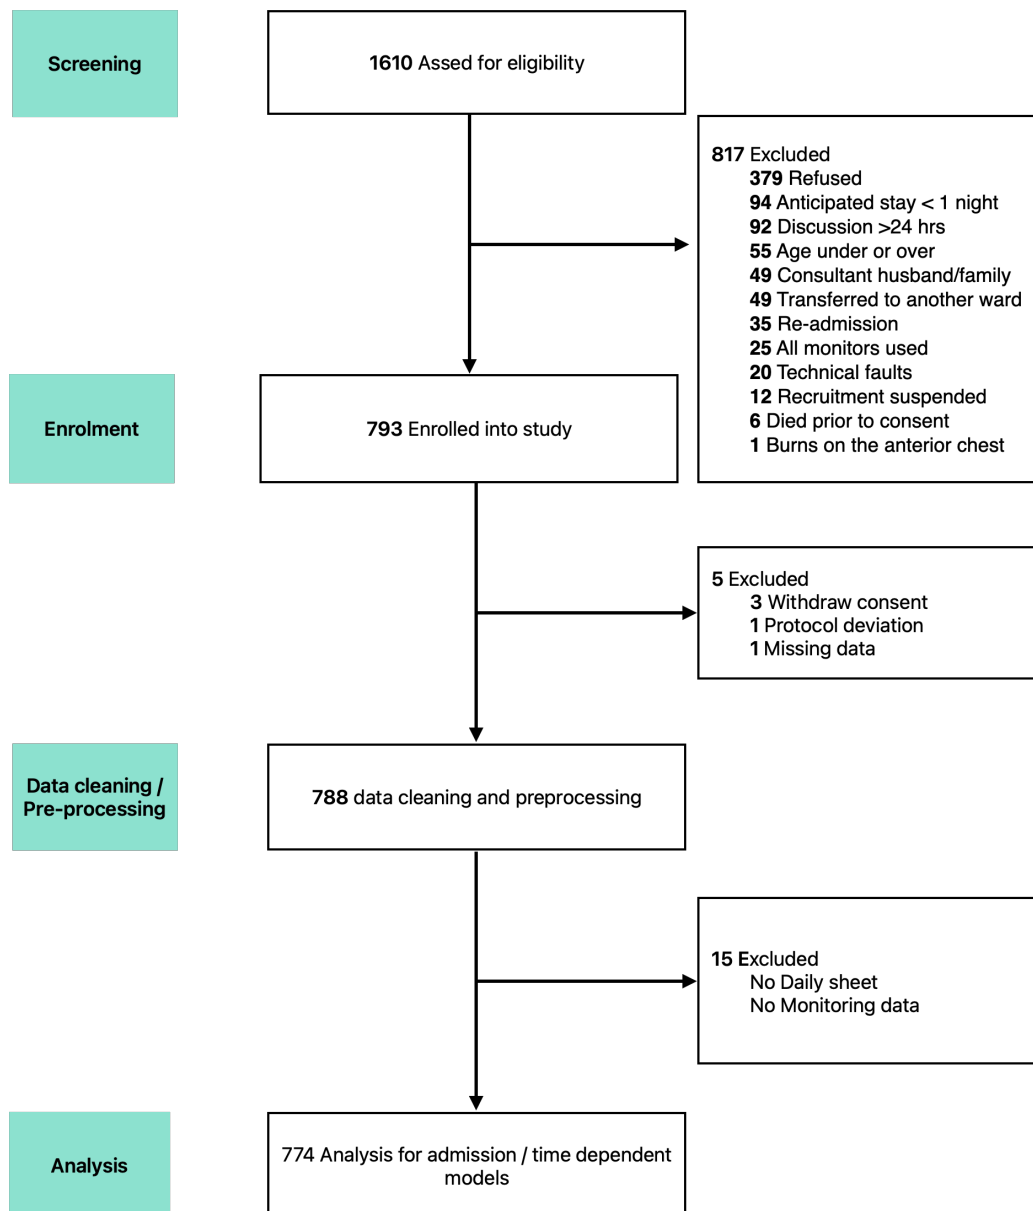 Screening
1610 Assed for eligibility
817 Excluded
379 Refused
94 Anticipated stay < 1 night
92 Discussion >24 hrs
55 Age under or over
49 Consultant husband/family
49 Transferred to another ward
35 Re-admission
25 All monitors used
20 Technical faults
12 Recruitment suspended
6 Died prior to consent
1 Burns on the anterior chest
Enrolment
793 Enrolled into study
5 Excluded
3 Withdraw consent
1 Protocol deviation
1 Missing data
Data cleaning /
Pre-processing
788 data cleaning and preprocessing
15 Excluded
No Daily sheet
No Monitoring data
Analysis
774 Analysis for admission / time dependent
models